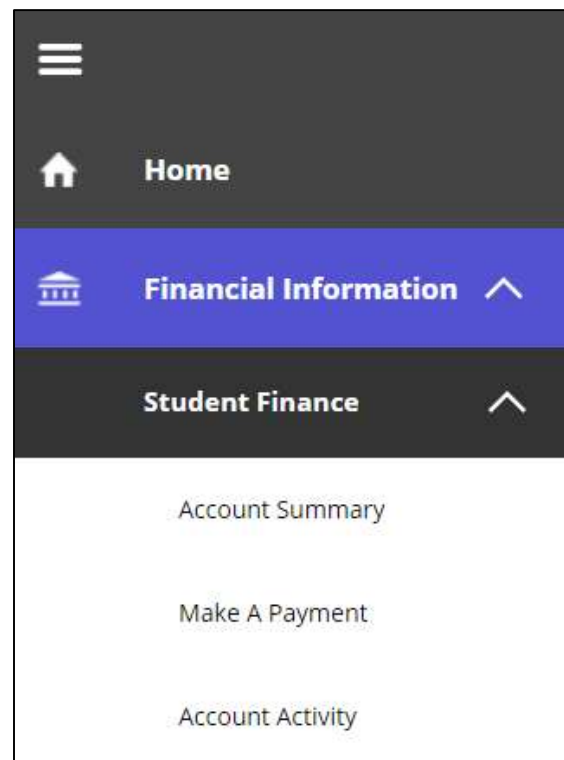 Home
Financial Information
Student Finance
Account Summary
Make A Payment
Account Activity